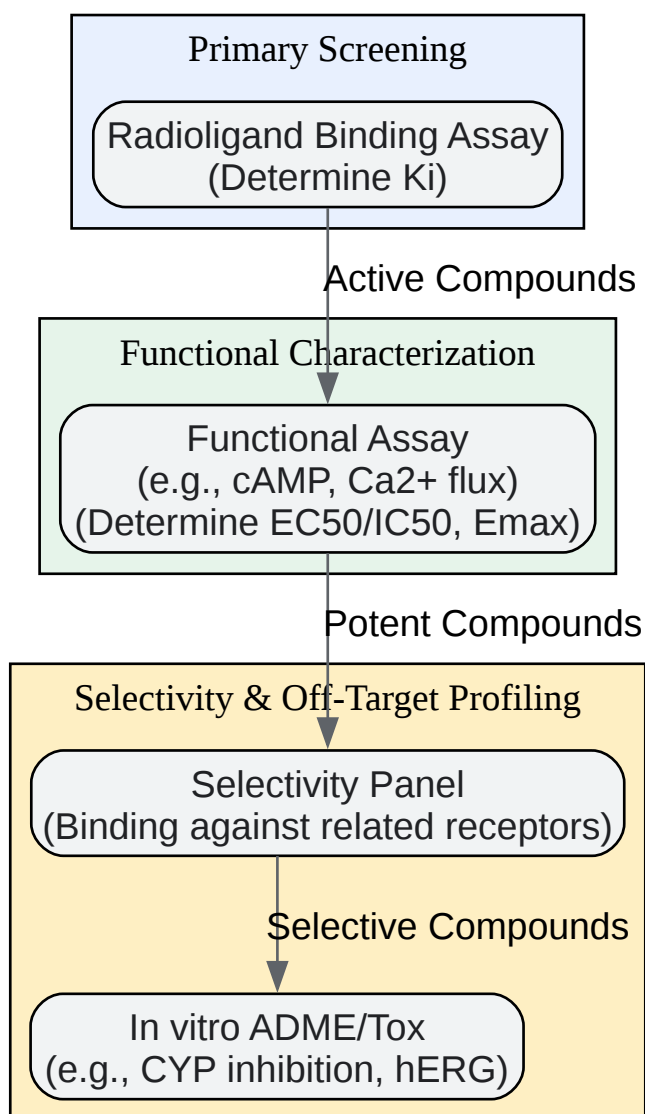 Primary Screening
Radioligand Binding Assay
(Determine Ki)
Active Compounds
Functional Characterization
Functional Assay
(e.g., cAMP, Ca2+ flux)
(Determine EC50/IC50, Emax)
Potent Compounds
Selectivity & Off-Target Profiling
Selectivity Panel
(Binding against related receptors)
Selective Compounds
In vitro ADME/Tox
(e.g., CYP inhibition, hERG)